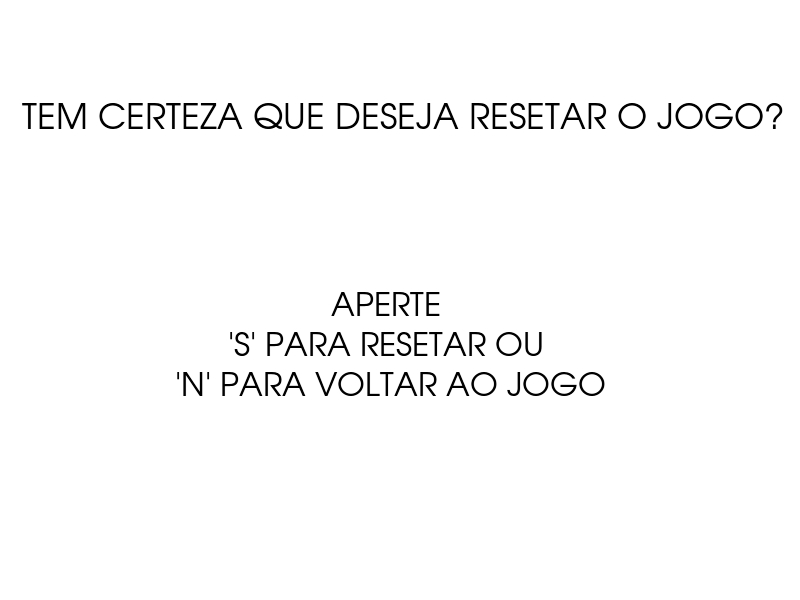 TEM CERTEZA QUE DESEJA RESETAR O JOGO?
APERTE
'S' PARA RESETAR OU
'N' PARA VOLTAR AO JOGO